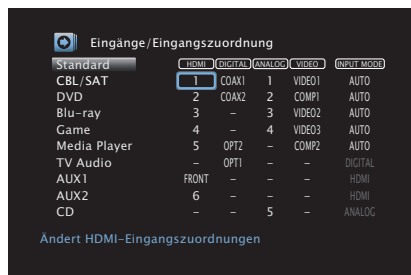 Eingänge/Eingangszuordnung
Standard HDMI DIGITAL ANALOG VIDEO INPUT MODE
CBL/SAT 1 COAX1 1 VIDEO1 AUTO
DVD 2 COAX2 2 COMP1 AUTO
Blu-ray 3 – 3 VIDEO2 AUTO
Game 4 – 4 VIDEO3 AUTO
Media Player 5 OPT2 – COMP2 AUTO
TV Audio – OPT1 – – DIGITAL
AUX1 FRONT – – – HDMI
AUX2 6 – – – HDMI
CD – – 5 – ANALOG
Ändert HDMI-Eingangszuordnungen